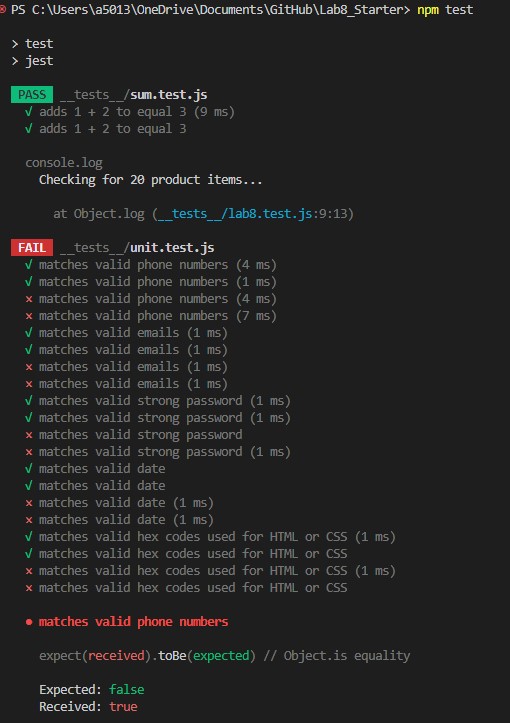 PS C:\Users\a5013\OneDrive\Documents\GitHub\Lab8_Starter> npm test
> test
> jest
PASS __tests__/sum.test.js
√ adds 1 + 2 to equal 3 (9 ms)
√ adds 1 + 2 to equal 3
console.log
Checking for 20 product items...
at Object.log (__tests__/lab8.test.js:9:13)
FAIL __tests__/unit.test.js
√ matches valid phone numbers (4 ms)
√ matches valid phone numbers (1 ms)
× matches valid phone numbers (4 ms)
× matches valid phone numbers (7 ms)
√ matches valid emails (1 ms)
√ matches valid emails (1 ms)
× matches valid emails (1 ms)
× matches valid emails (1 ms)
√ matches valid strong password (1 ms)
√ matches valid strong password (1 ms)
× matches valid strong password
× matches valid strong password (1 ms)
√ matches valid date
√ matches valid date
× matches valid date (1 ms)
× matches valid date (1 ms)
√ matches valid hex codes used for HTML or CSS (1 ms)
√ matches valid hex codes used for HTML or CSS
× matches valid hex codes used for HTML or CSS (1 ms)
× matches valid hex codes used for HTML or CSS
● matches valid phone numbers
expect(received).toBe(expected) // Object.is equality
Expected: false
Received: true